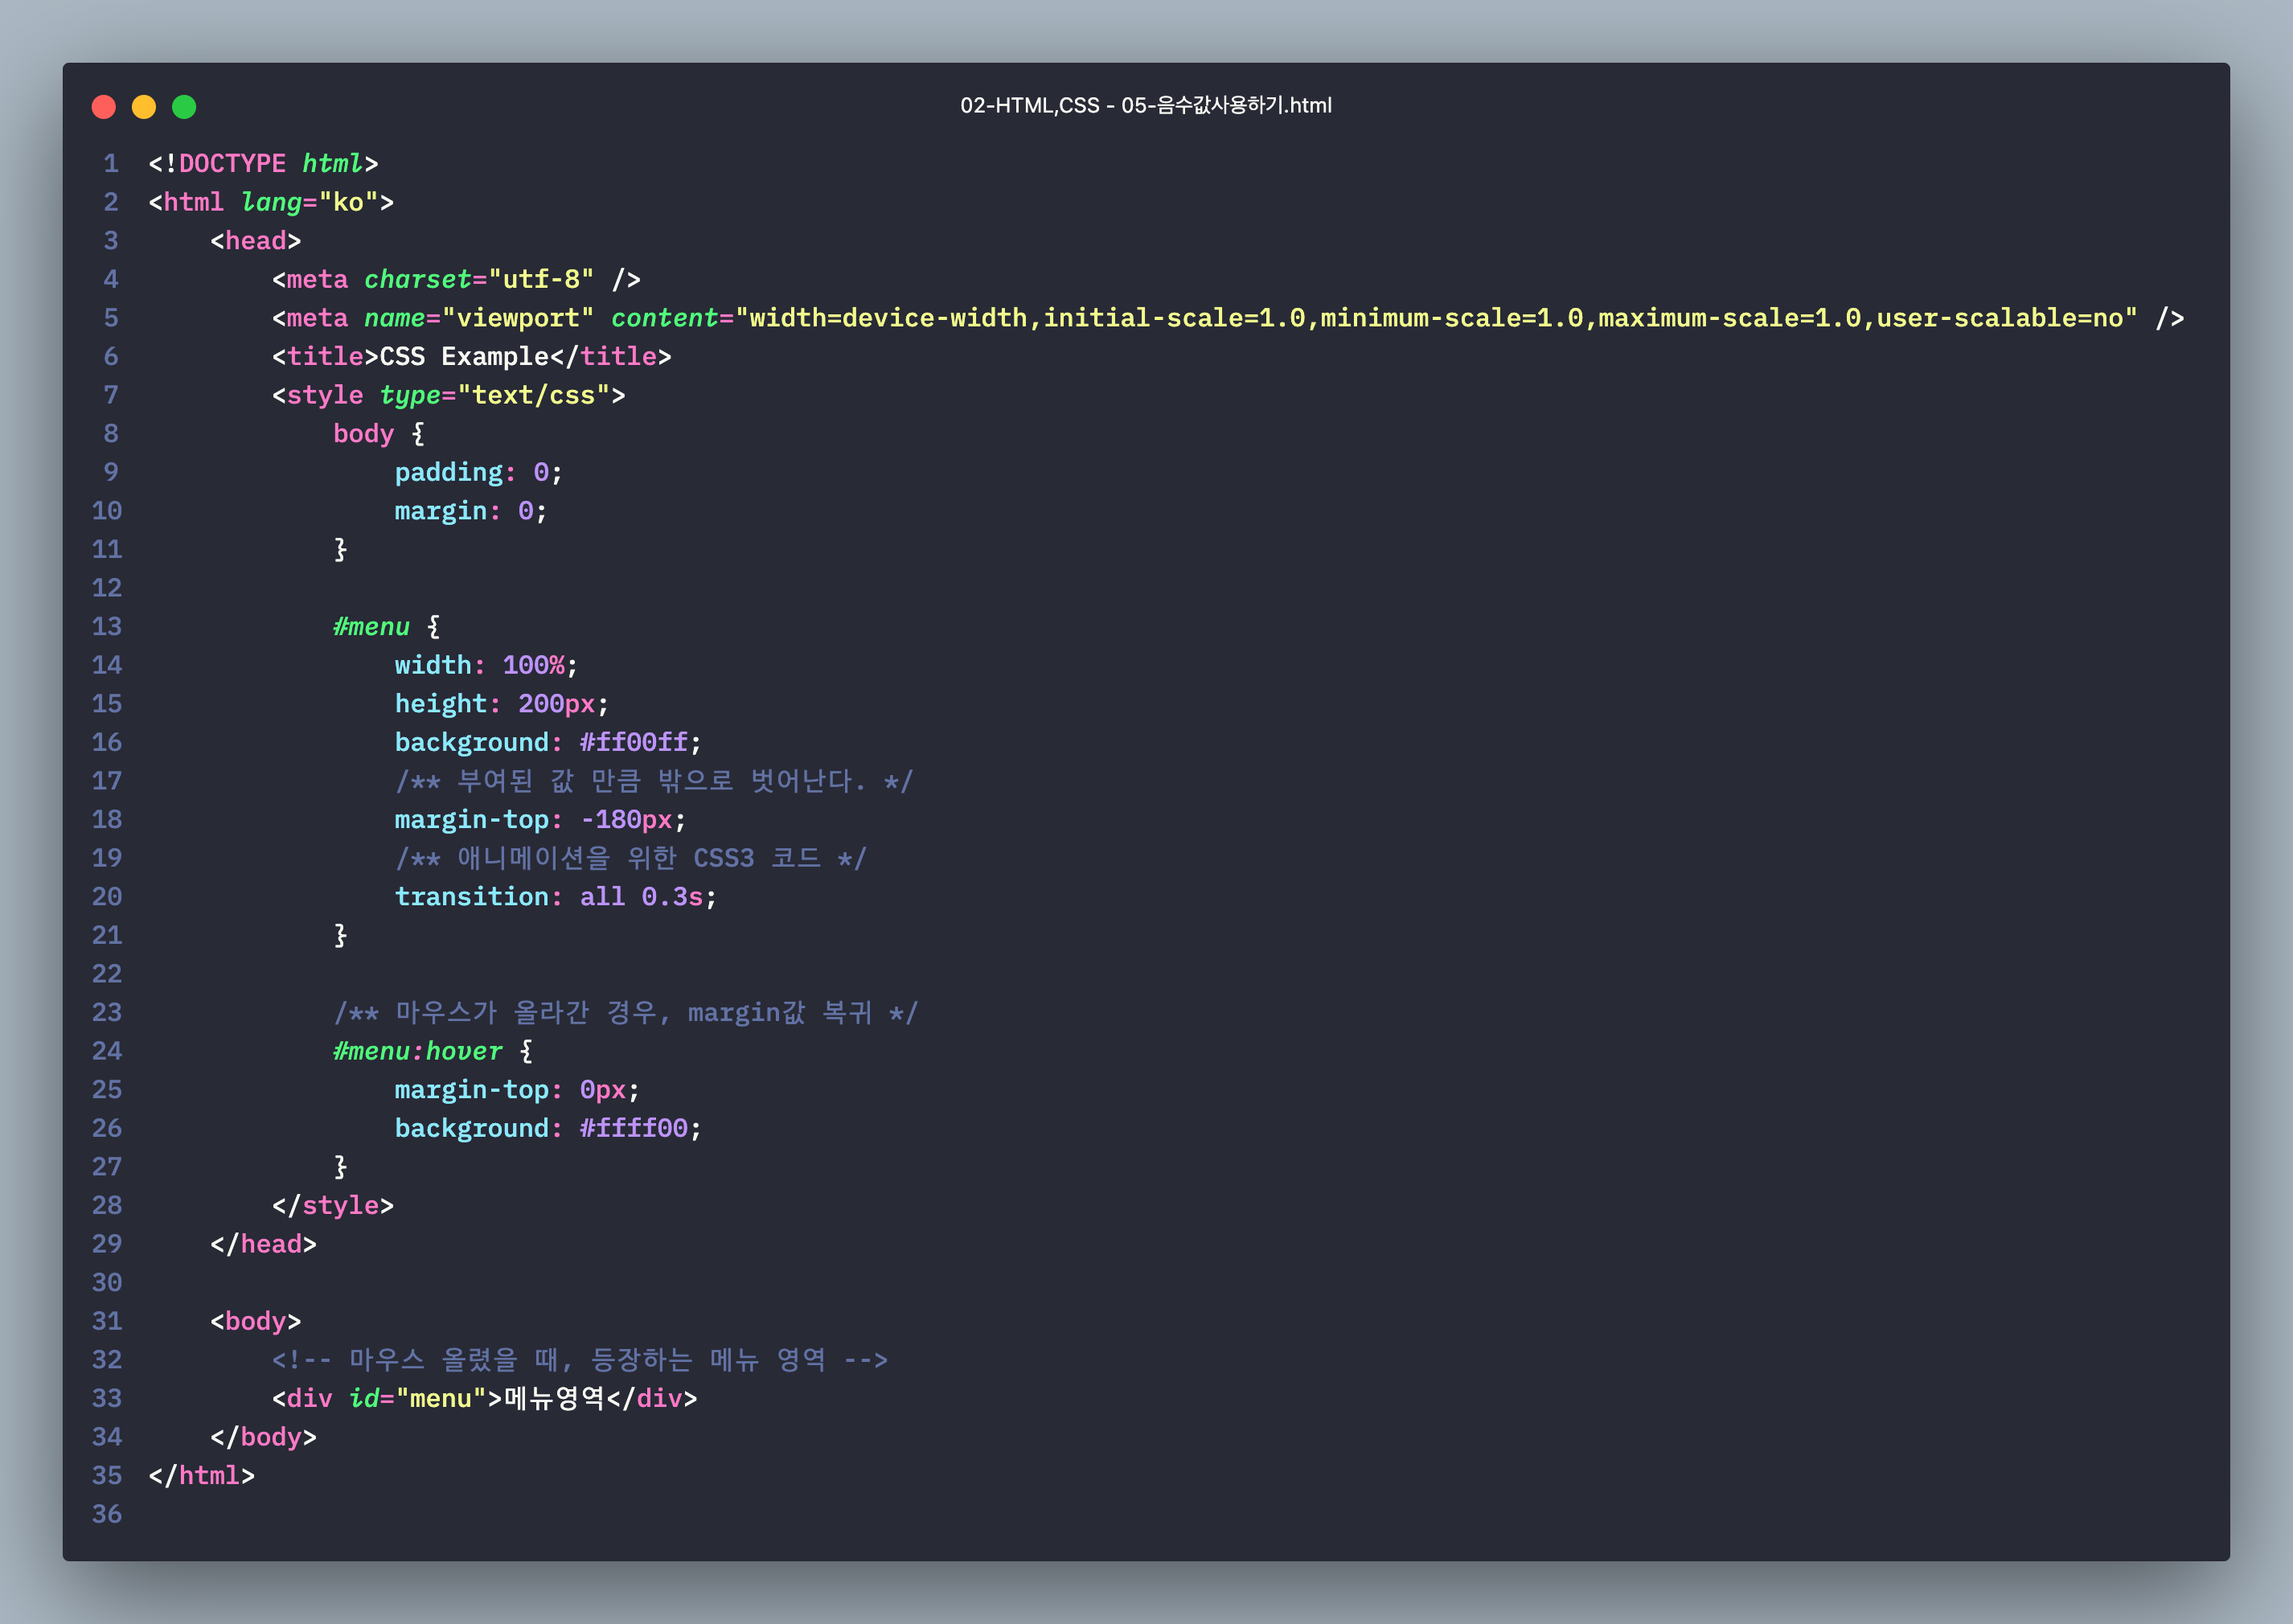 02-HTML,CSS - 05-음수값사용하기.html
1 <!DOCTYPE html>
2 <html lang="ko">
3     <head>
4         <meta charset="utf-8" />
5         <meta name="viewport" content="width=device-width,initial-scale=1.0,minimum-scale=1.0,maximum-scale=1.0,user-scalable=no" />
6         <title>CSS Example</title>
7         <style type="text/css">
8             body {
9                 padding: 0;
10                 margin: 0;
11             }
12
13             #menu {
14                 width: 100%;
15                 height: 200px;
16                 background: #ff00ff;
17                 /** 부여된 값 만큼 밖으로 벗어난다. */
18                 margin-top: -180px;
19                 /** 애니메이션을 위한 CSS3 코드 */
20                 transition: all 0.3s;
21             }
22
23             /** 마우스가 올라간 경우, margin값 복귀 */
24             #menu:hover {
25                 margin-top: 0px;
26                 background: #ffff00;
27             }
28         </style>
29     </head>
30
31     <body>
32         <!-- 마우스 올렸을 때, 등장하는 메뉴 영역 -->
33         <div id="menu">메뉴영역</div>
34     </body>
35 </html>
36